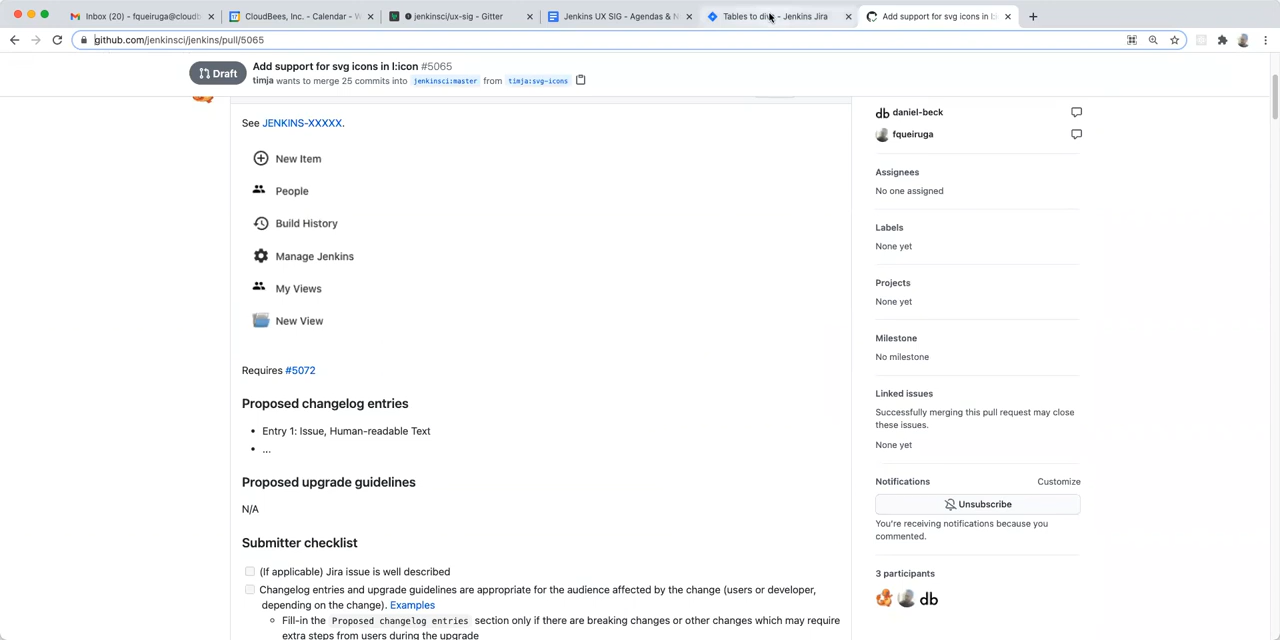 Inbox (20) - fqueiruga@cloudb
CloudBees, Inc. - Calendar - W
jenkinsci/ux-sig - Gitter
Jenkins UX SIG - Agendas & N
Tables to div - Jenkins Jira
Add support for svg icons in l:
github.com/jenkinsci/jenkins/pull/5065
Draft
Add support for svg icons in l:icon #5065
timja wants to merge 25 commits into jenkinsci:master from timja:svg-icons
See JENKINS-XXXXX.
New Item
People
Build History
Manage Jenkins
My Views
New View
Requires #5072
Proposed changelog entries
• Entry 1: Issue, Human-readable Text
• ...
Proposed upgrade guidelines
N/A
Submitter checklist
(If applicable) Jira issue is well described
Changelog entries and upgrade guidelines are appropriate for the audience affected by the change (users or developer,
depending on the change). Examples
Fill-in the Proposed changelog entries section only if there are breaking changes or other changes which may require
extra steps from users during the upgrade
db daniel-beck
fqueiruga
Assignees
No one assigned
Labels
None yet
Projects
None yet
Milestone
No milestone
Linked issues
Successfully merging this pull request may close
these issues.
None yet
Notifications
Customize
Unsubscribe
You're receiving notifications because you
commented.
3 participants
db